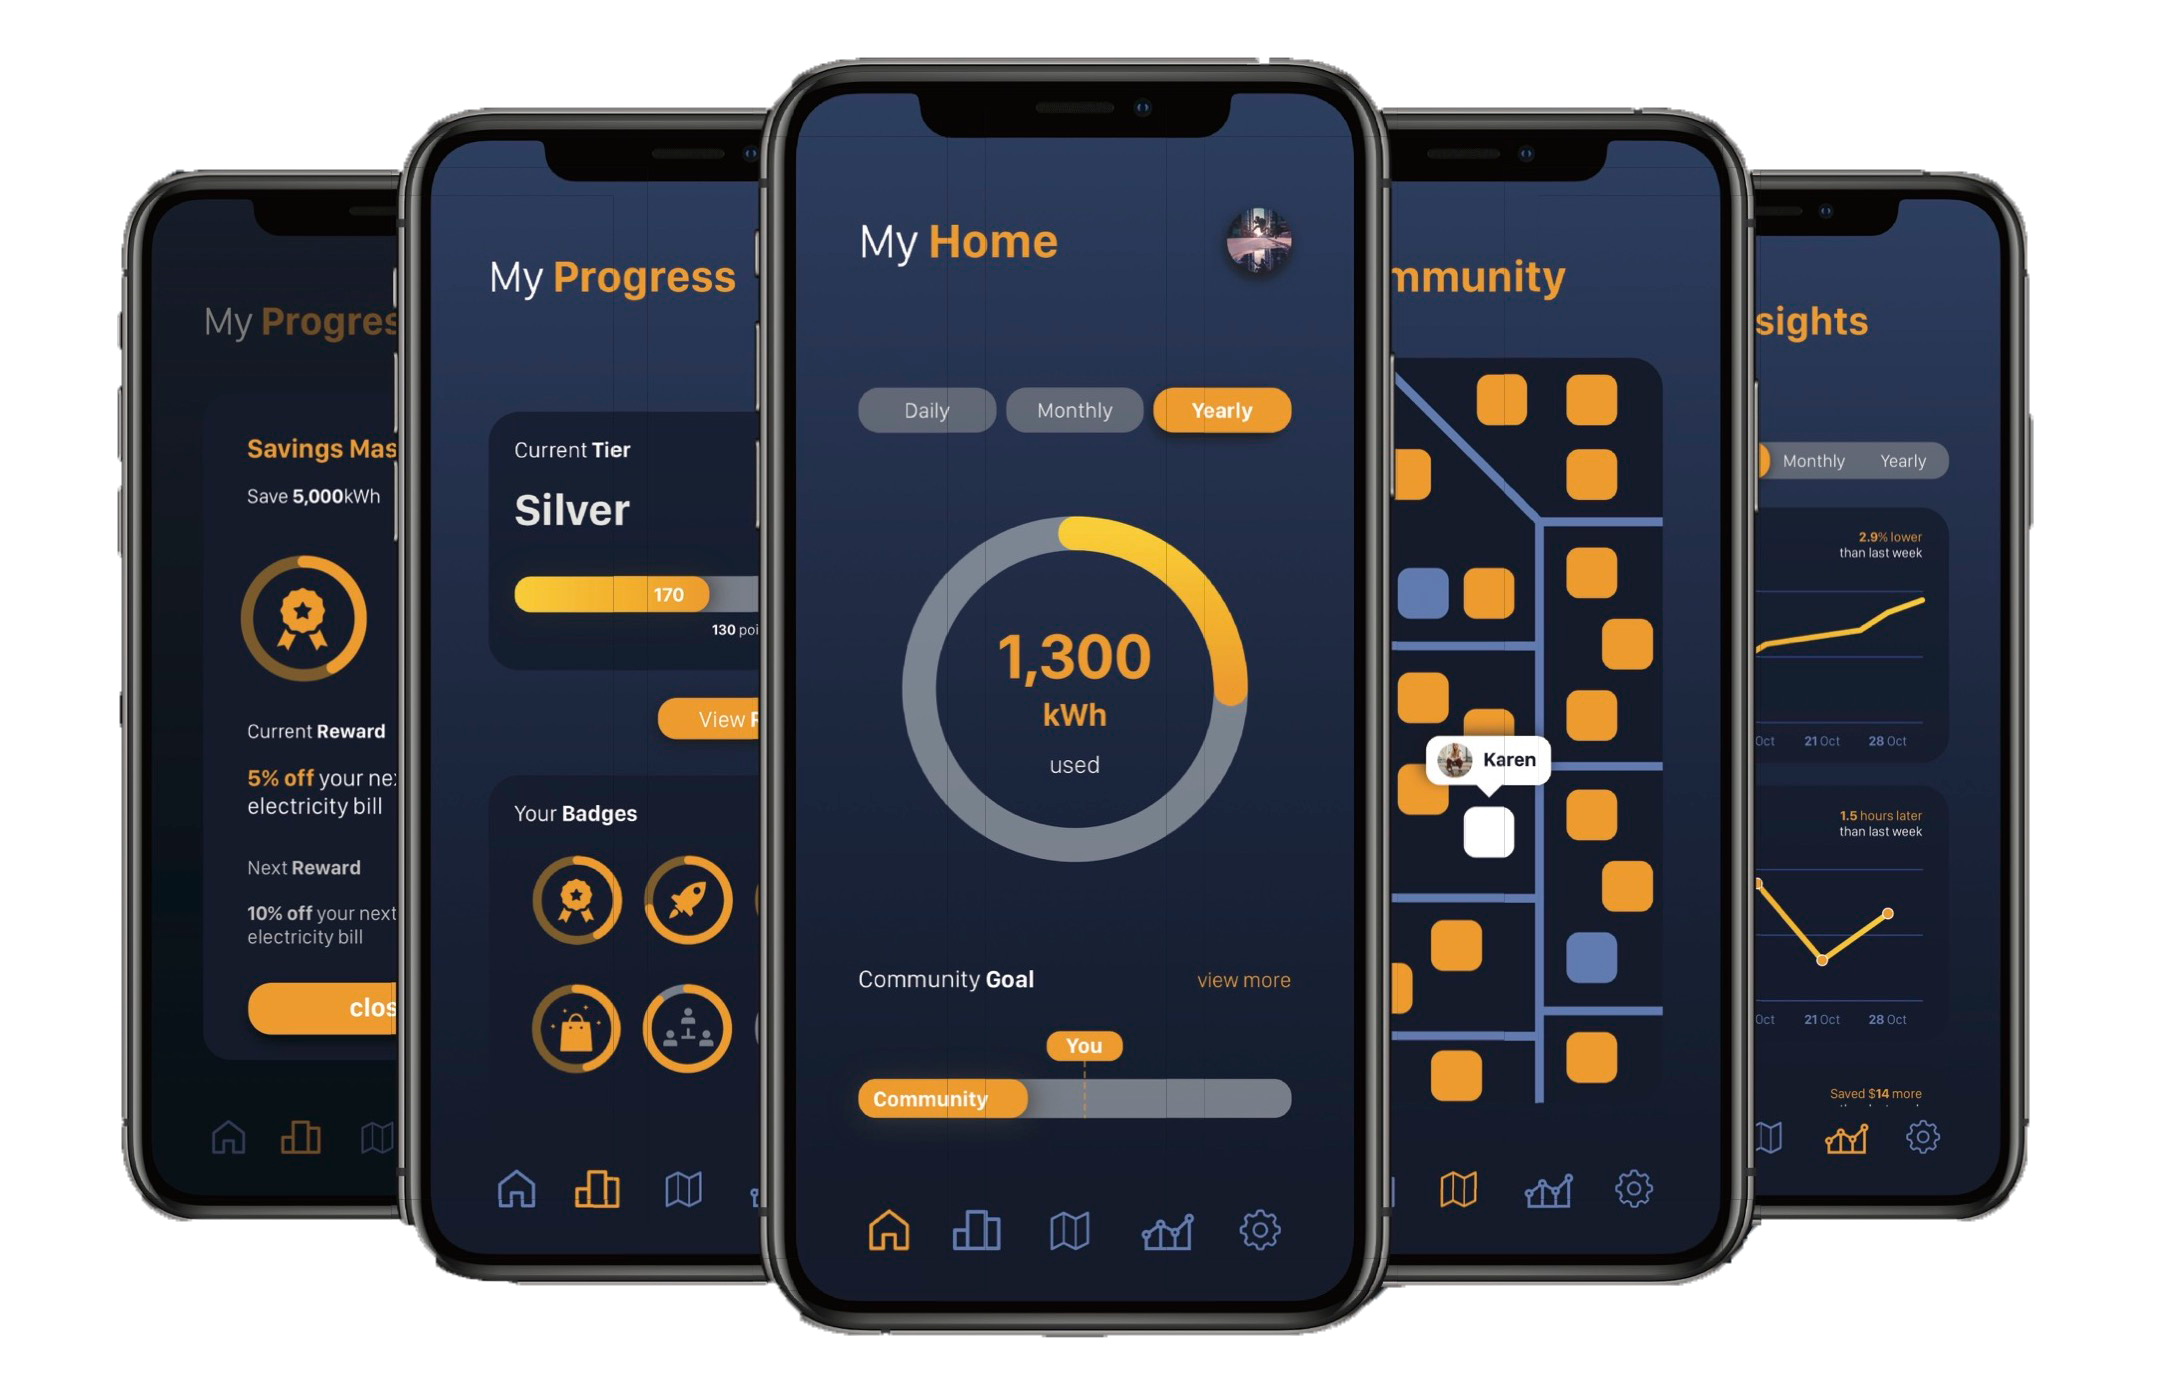 My Progres
Savings Mas
Save 5,000kWh
Current Reward
5% off your ne
electricity bill
Next Reward
10% off your next
electricity bill
clos
My Progress
Current Tier
Silver
170
130 poi
View
Your Badges
My Home
Daily
Monthly
Yearly
1,300
kWh
used
Community Goal
view more
You
Community
mmunity
Karen
sights
Monthly
Yearly
2.9% lower
than last week
Oct
21 Oct
28 Oct
1.5 hours later
than last week
Oct
21 Oct
28 Oct
Saved $14 more